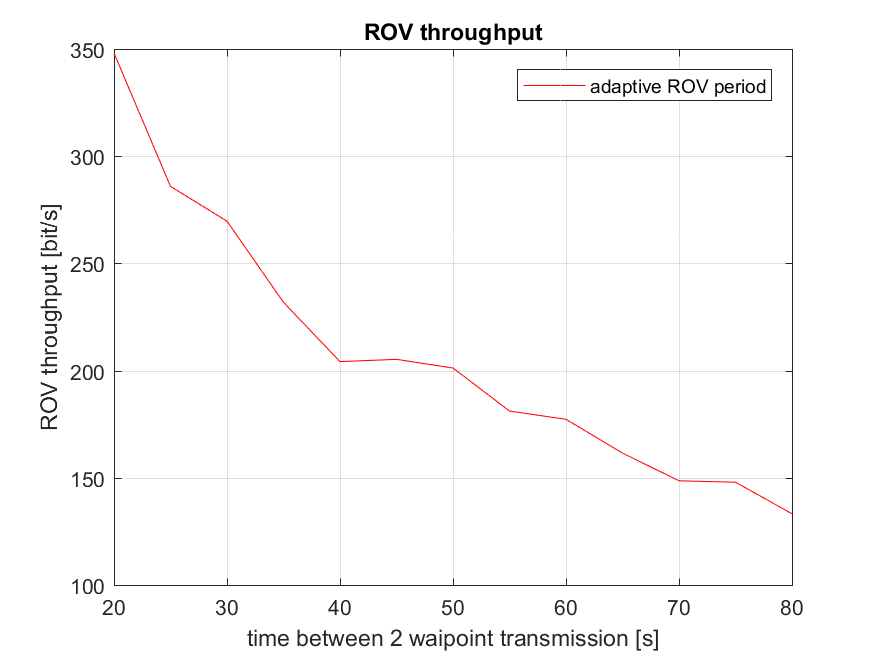 ROV throughput
adaptive ROV period
350
300
250
200
150
100
ROV throughput [bit/s]
20 30 40 50 60 70 80
time between 2 waipoint transmission [s]